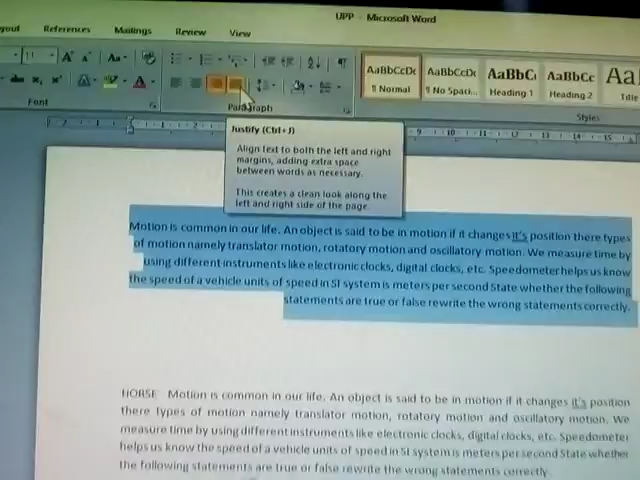 UPP - Microsoft Word
References Mailings Review View
11 A A Aa
AaBbCcDc AaBbCcDc AaBbC AaBbCc Aa
¶ Normal ¶ No Spaci... Heading 1 Heading 2 Title
Font Paragraph Styles
Justify (Ctrl+J)
Align text to both the left and right
margins, adding extra space
between words as necessary.
This creates a clean look along the
left and right side of the page.
Motion is common in our life. An object is said to be in motion if it changes it's position there types
of motion namely translator motion, rotatory motion and oscillatory motion. We measure time by
using different instruments like electronic clocks, digital clocks, etc. Speedometer helps us know
the speed of a vehicle units of speed in SI system is meters per second State whether the following
statements are true or false rewrite the wrong statements correctly.
HORSE Motion is common in our life. An object is said to be in motion if it changes it's position
there types of motion namely translator motion, rotatory motion and oscillatory motion. We
measure time by using different instruments like electronic clocks, digital clocks, etc. Speedometer
helps us know the speed of a vehicle units of speed in SI system is meters per second State whether
the following statements are true or false rewrite the wrong statements correctly.